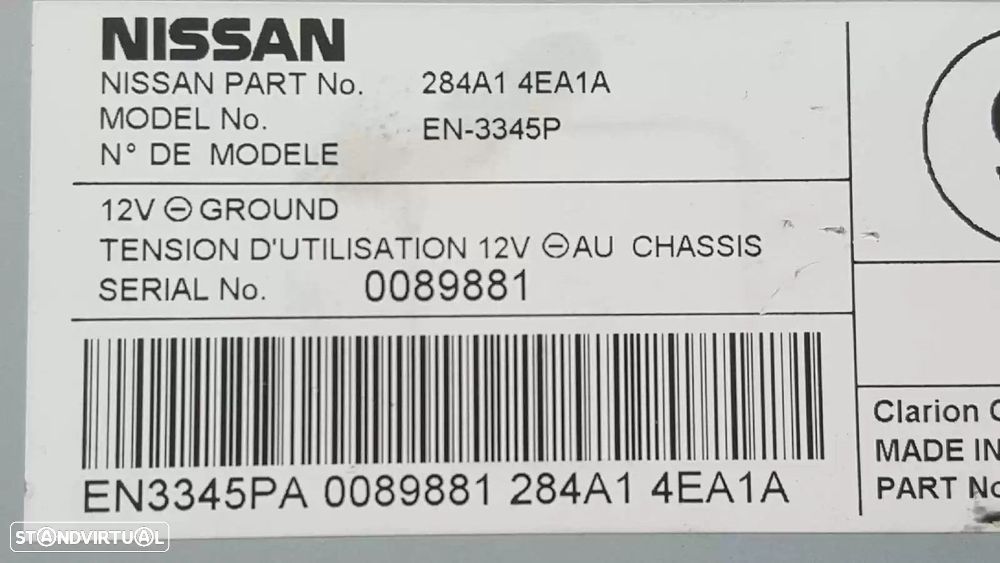 NISSAN
NISSAN PART No. 284A1 4EA1A
MODEL No. EN-3345P
N° DE MODELE
12V ⊖ GROUND
TENSION D'UTILISATION 12V ⊖ AU CHASSIS
SERIAL No. 0089881
EN3345PA 0089881 284A1 4EA1A
Clarion
MADE IN
PART No
STANDVIRTUAL